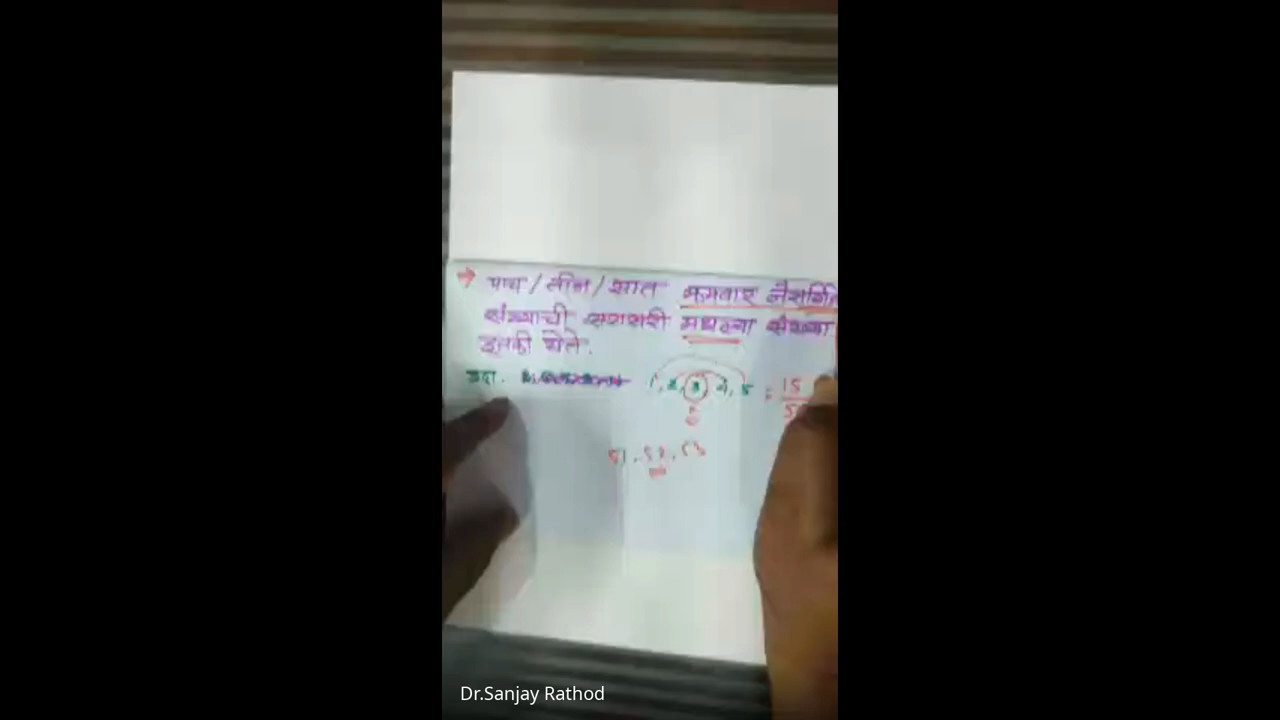 → पाच / तीन / सात क्रमवार नैसर्गि
संख्याची सरासरी मधल्या संख्या
इतकी येते.
उदा. 1, 2, 3, 4, 5 = 15
51, 52, 53
Dr.Sanjay Rathod